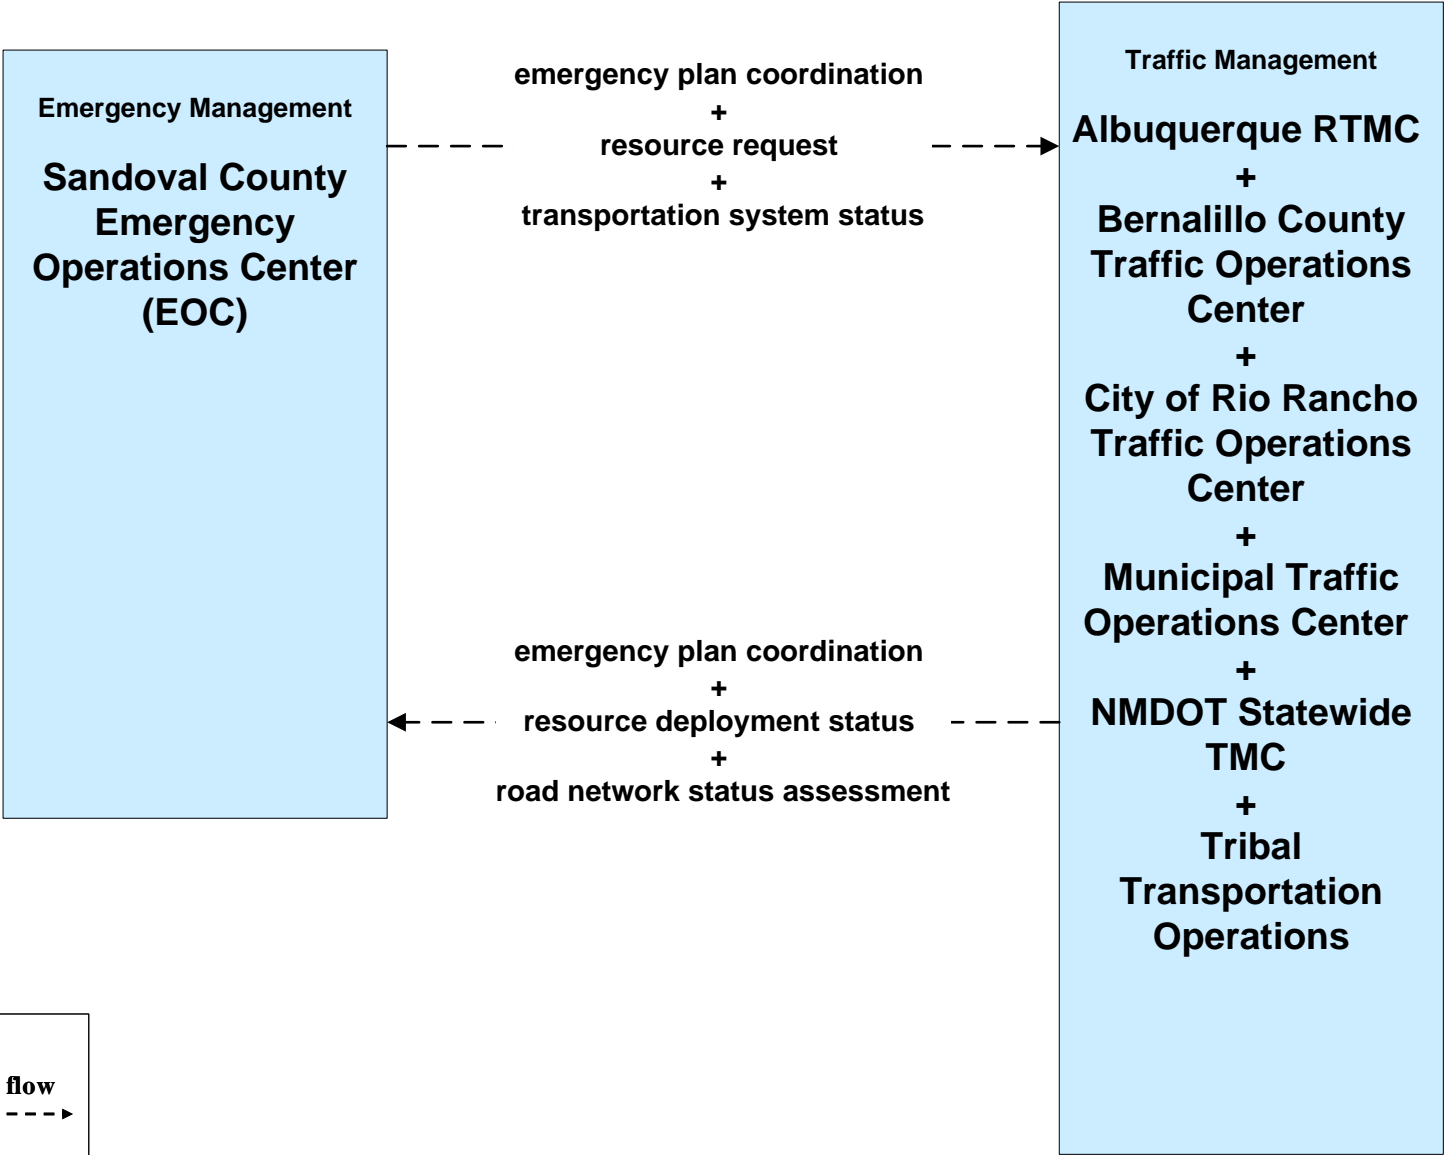 Emergency Management
Sandoval County
Emergency
Operations Center
(EOC)
emergency plan coordination
+
resource request
+
transportation system status
emergency plan coordination
+
resource deployment status
+
road network status assessment
Traffic Management
Albuquerque RTMC
+
Bernalillo County
Traffic Operations
Center
+
City of Rio Rancho
Traffic Operations
Center
+
Municipal Traffic
Operations Center
+
NMDOT Statewide
TMC
+
Tribal
Transportation
Operations
flow